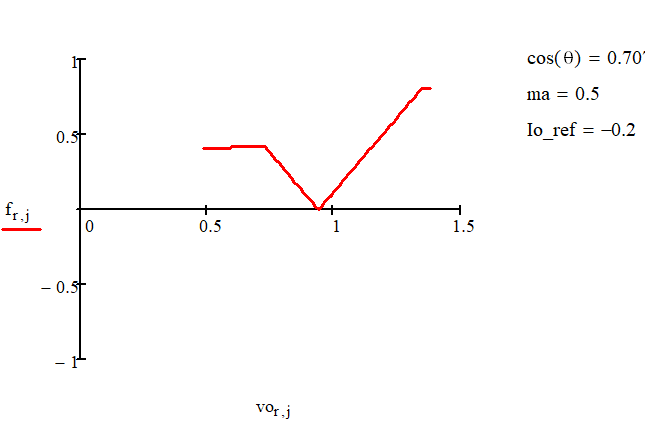 cos(θ) = 0.707
ma = 0.5
Io_ref = −0.2
1
0.5
f r,j
0 0.5 1 1.5
− 0.5
− 1
vo r,j